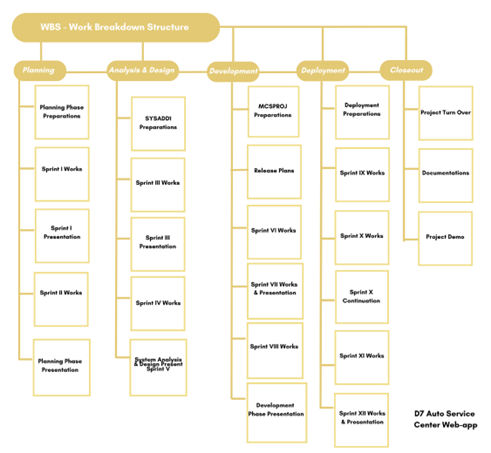 WBS - Work Breakdown Structure
Planning
Analysis & Design
Development
Deployment
Closeout
Planning Phase
Preparations
Sprint I Works
Sprint I
Presentation
Sprint II Works
Planning Phase
Presentation
SYSADD1
Preparations
Sprint III Works
Sprint III
Presentation
Sprint IV Works
System Analysis
& Design Present
Sprint V
MCSPROJ
Preparations
Release Plans
Sprint VI Works
Sprint VII Works
& Presentation
Sprint VIII Works
Development
Phase Presentation
Deployment
Preparations
Sprint IX Works
Sprint X Works
Sprint X
Continuation
Sprint XI Works
Sprint XII Works
& Presentation
Project Turn Over
Documentations
Project Demo
D7 Auto Service
Center Web-app